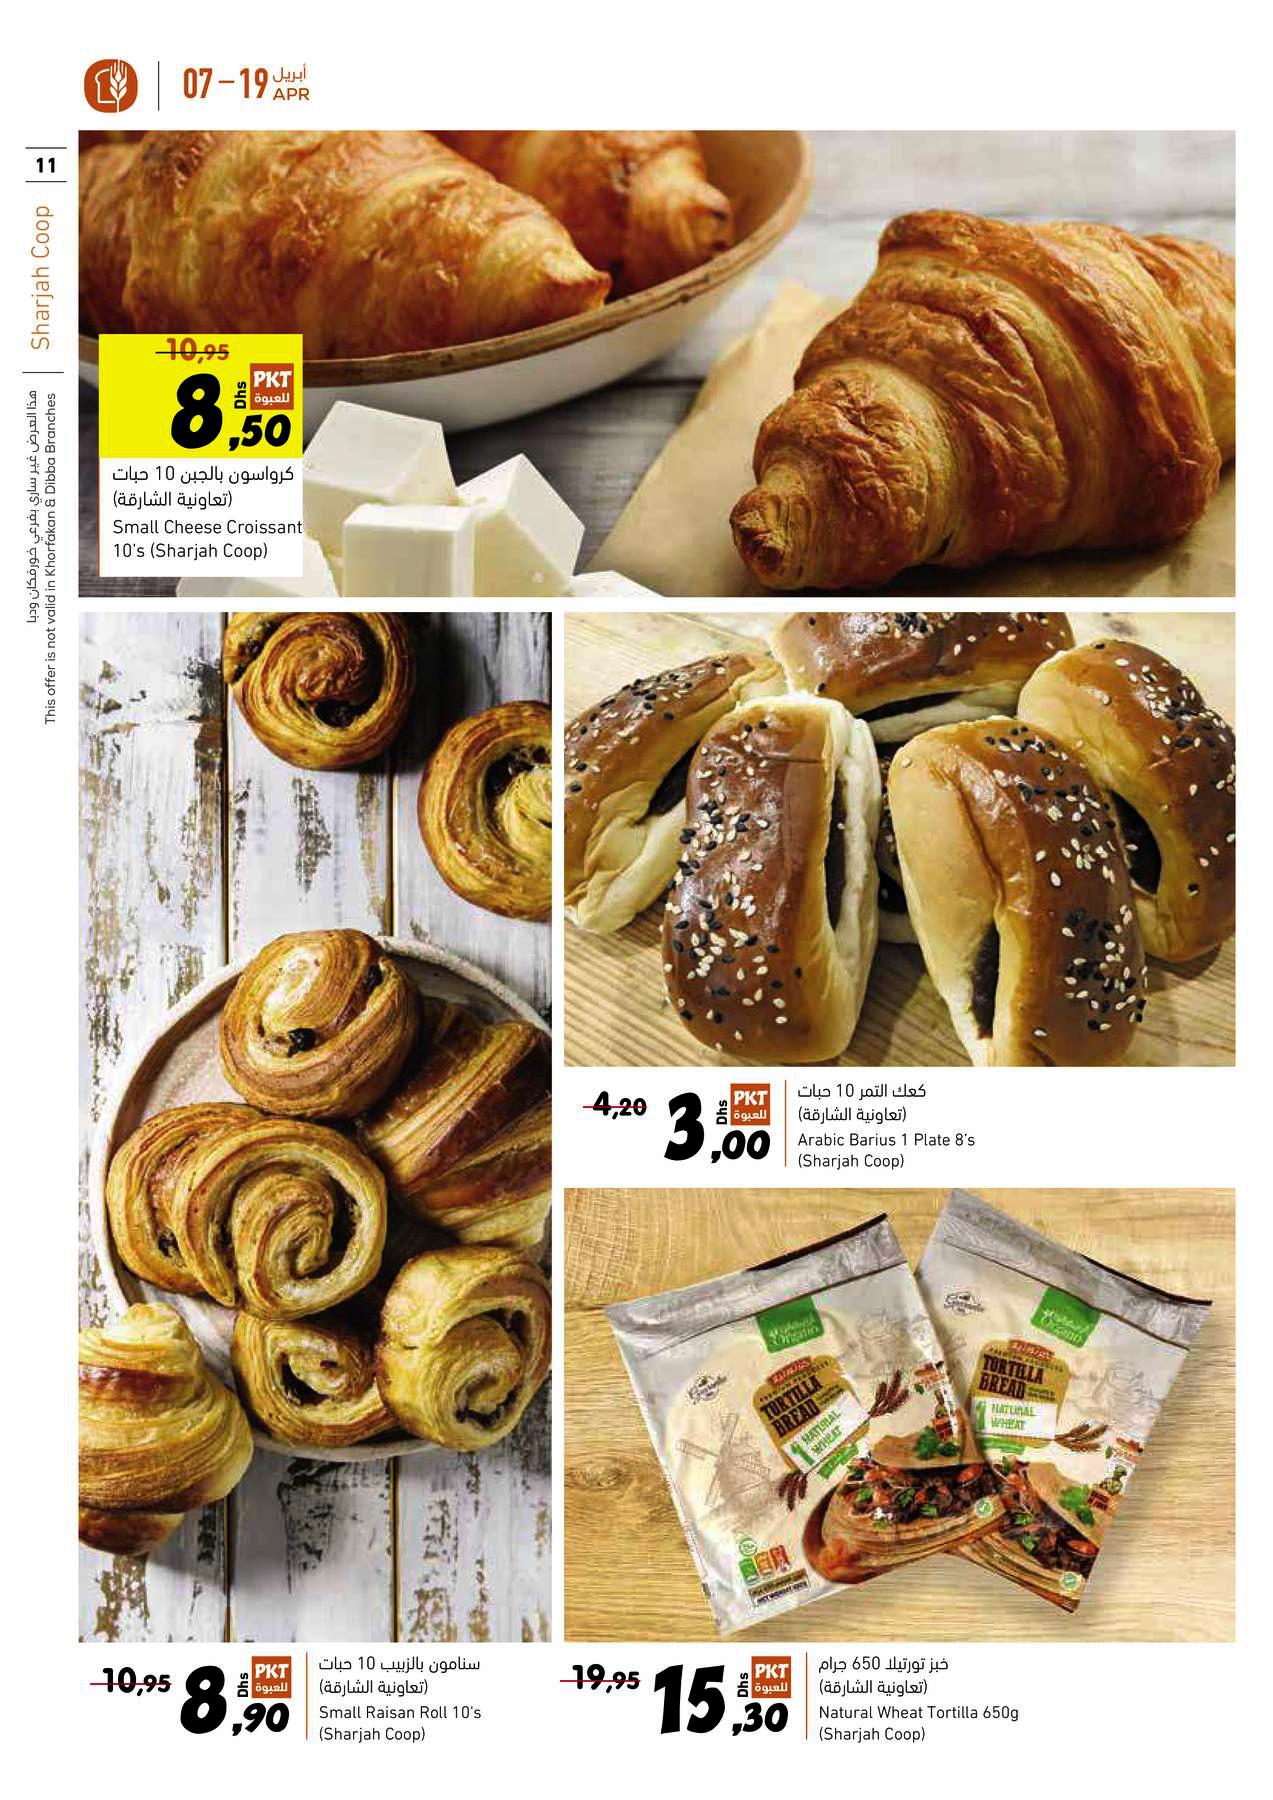 07 – 19
أبريل
APR
11
Sharjah Coop
هذا العرض غير ساري بفرعي خورفكان ودبا
This offer is not valid in Khorfakan & Dibba Branches
10,95
8,50
Dhs
PKT
للعبوة
كرواسون بالجبن 10 حبات
(تعاونية الشارقة)
Small Cheese Croissant
10’s (Sharjah Coop)
4,20
3,00
Dhs
PKT
للعبوة
كعك التمر 10 حبات
(تعاونية الشارقة)
Arabic Barius 1 Plate 8’s
(Sharjah Coop)
Organo
TORTILLA
BREAD
1 NATURAL
WHEAT
Organo
TORTILLA
BREAD
1 NATURAL
WHEAT
10,95
8,90
Dhs
PKT
للعبوة
سنامون بالزبيب 10 حبات
(تعاونية الشارقة)
Small Raisan Roll 10’s
(Sharjah Coop)
19,95
15,30
Dhs
PKT
للعبوة
خبز تورتيلا 650 جرام
(تعاونية الشارقة)
Natural Wheat Tortilla 650g
(Sharjah Coop)